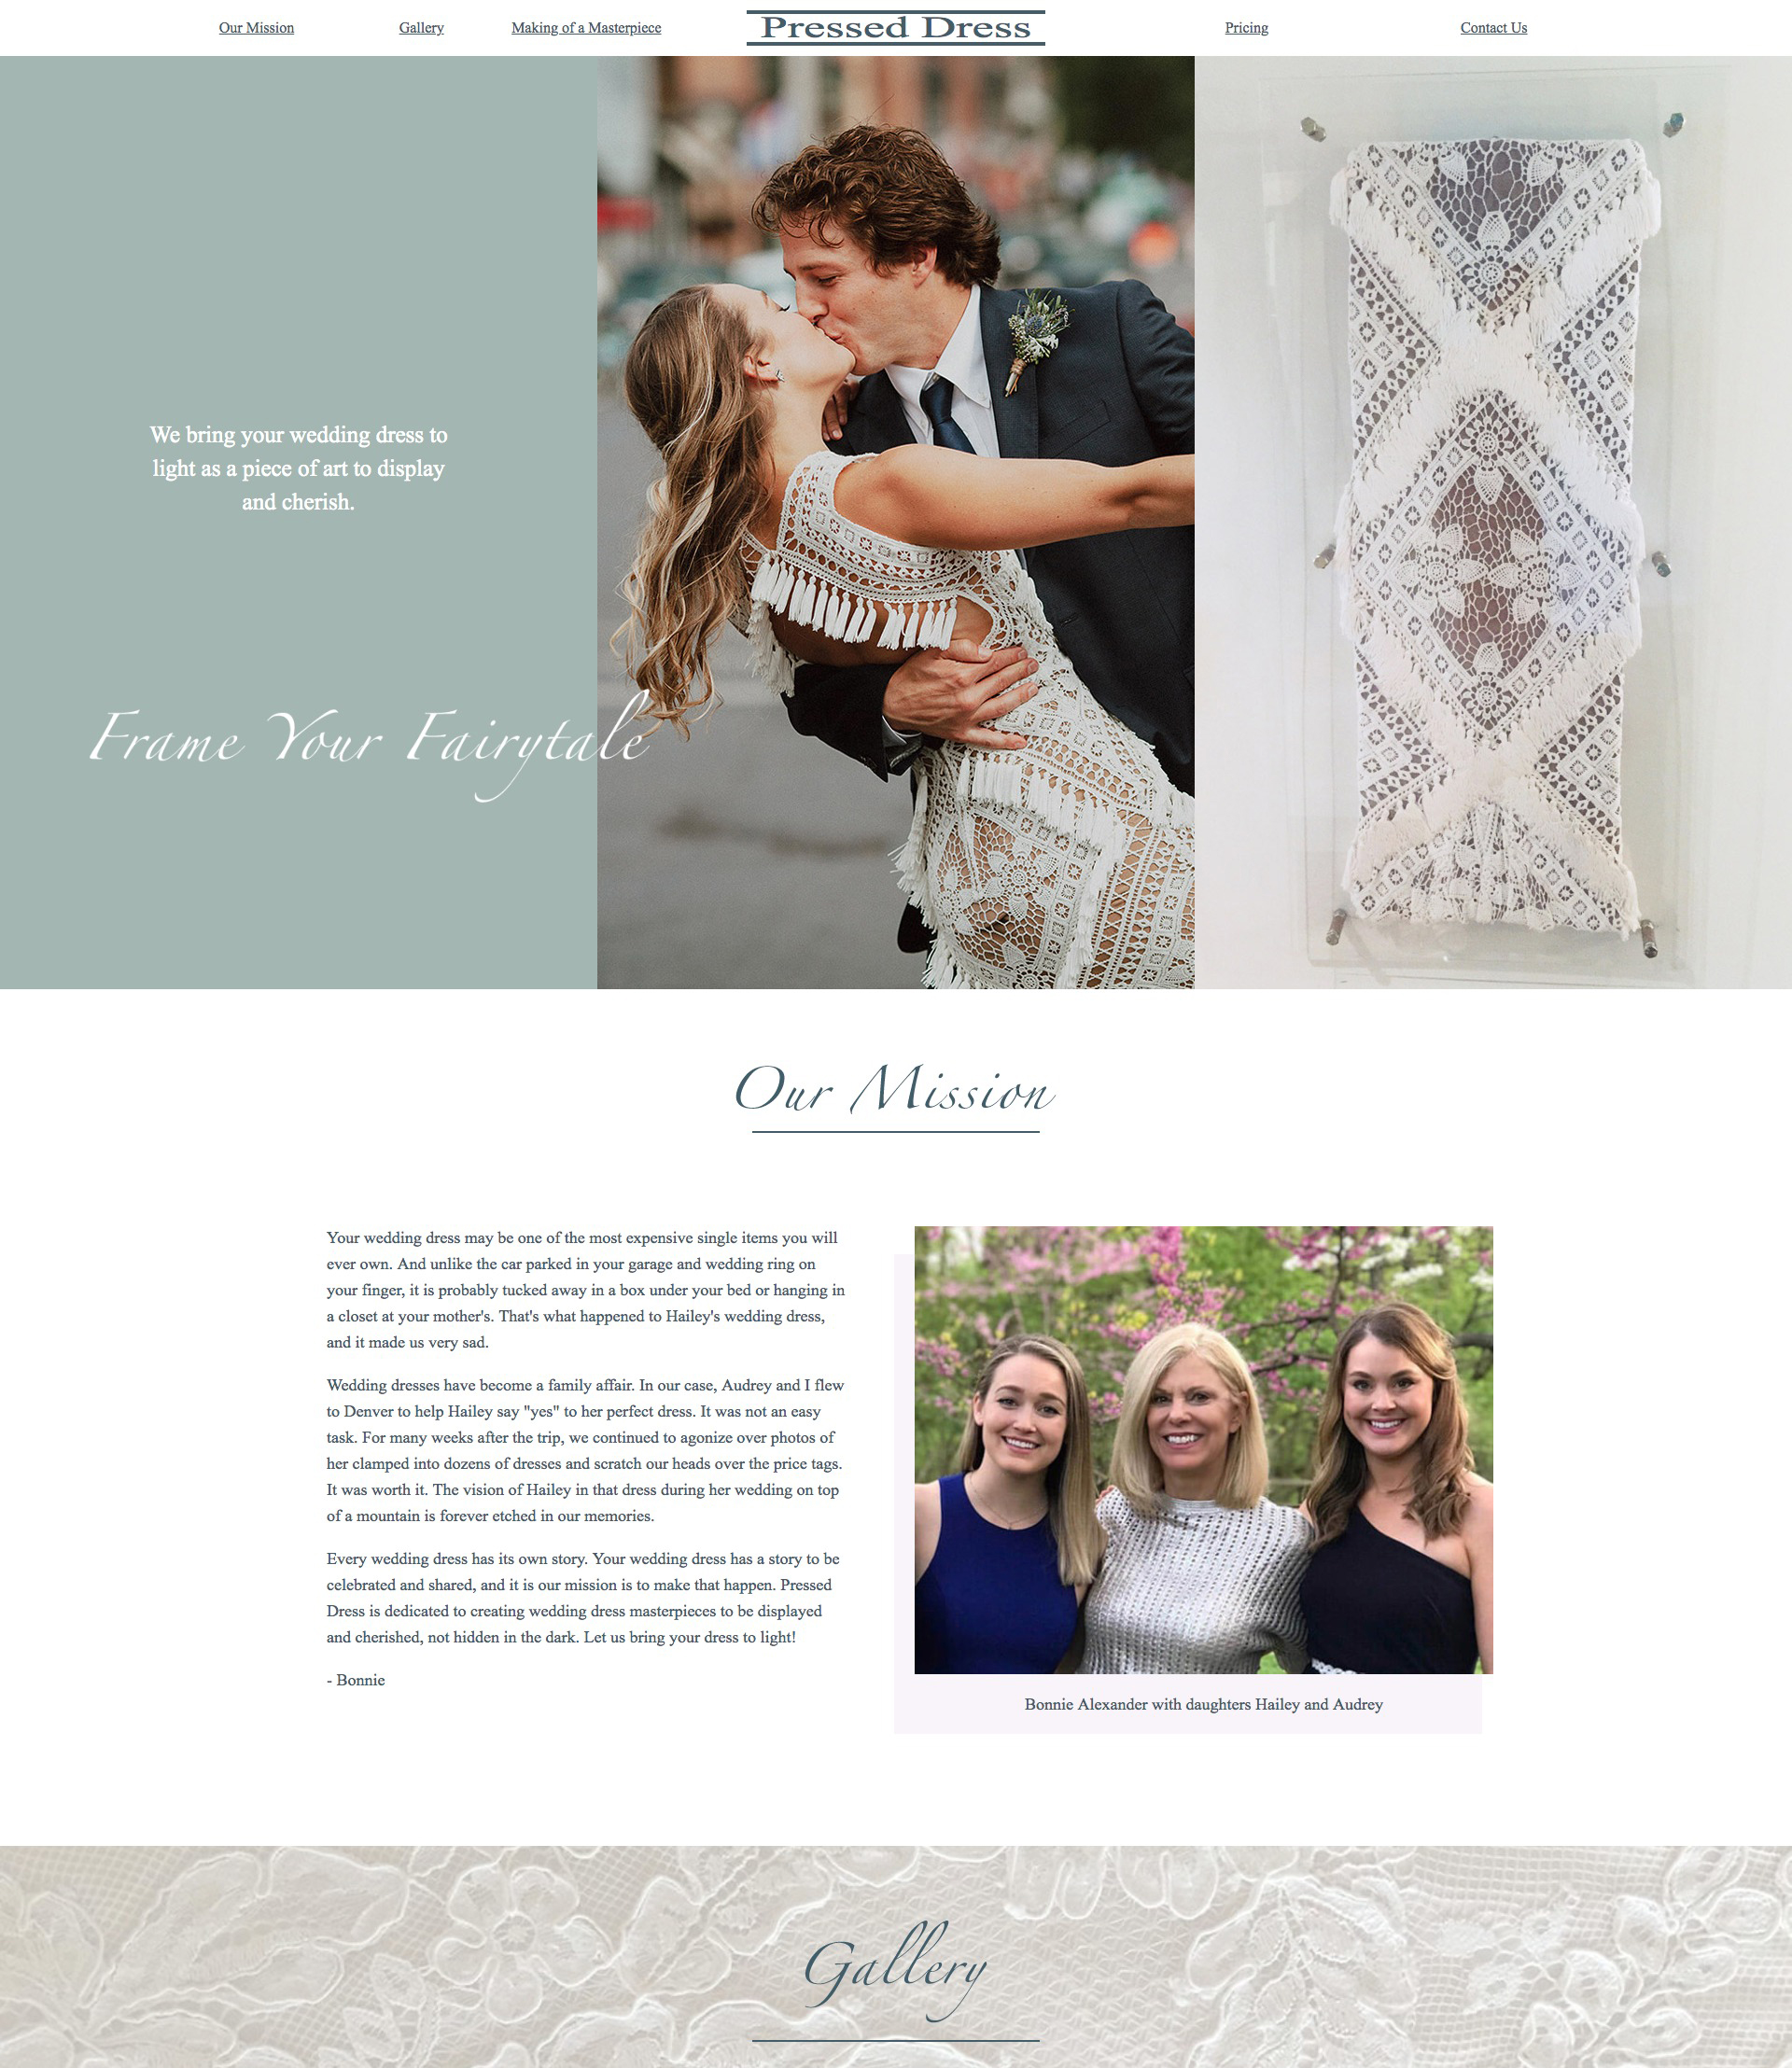 Our Mission
Gallery
Making of a Masterpiece
Pressed Dress
Pricing
Contact Us
We bring your wedding dress to
light as a piece of art to display
and cherish.
Frame Your Fairytale
Our Mission
Your wedding dress may be one of the most expensive single items you will
ever own. And unlike the car parked in your garage and wedding ring on
your finger, it is probably tucked away in a box under your bed or hanging in
a closet at your mother's. That's what happened to Hailey's wedding dress,
and it made us very sad.
Wedding dresses have become a family affair. In our case, Audrey and I flew
to Denver to help Hailey say "yes" to her perfect dress. It was not an easy
task. For many weeks after the trip, we continued to agonize over photos of
her clamped into dozens of dresses and scratch our heads over the price tags.
It was worth it. The vision of Hailey in that dress during her wedding on top
of a mountain is forever etched in our memories.
Every wedding dress has its own story. Your wedding dress has a story to be
celebrated and shared, and it is our mission is to make that happen. Pressed
Dress is dedicated to creating wedding dress masterpieces to be displayed
and cherished, not hidden in the dark. Let us bring your dress to light!
- Bonnie
Bonnie Alexander with daughters Hailey and Audrey
Gallery